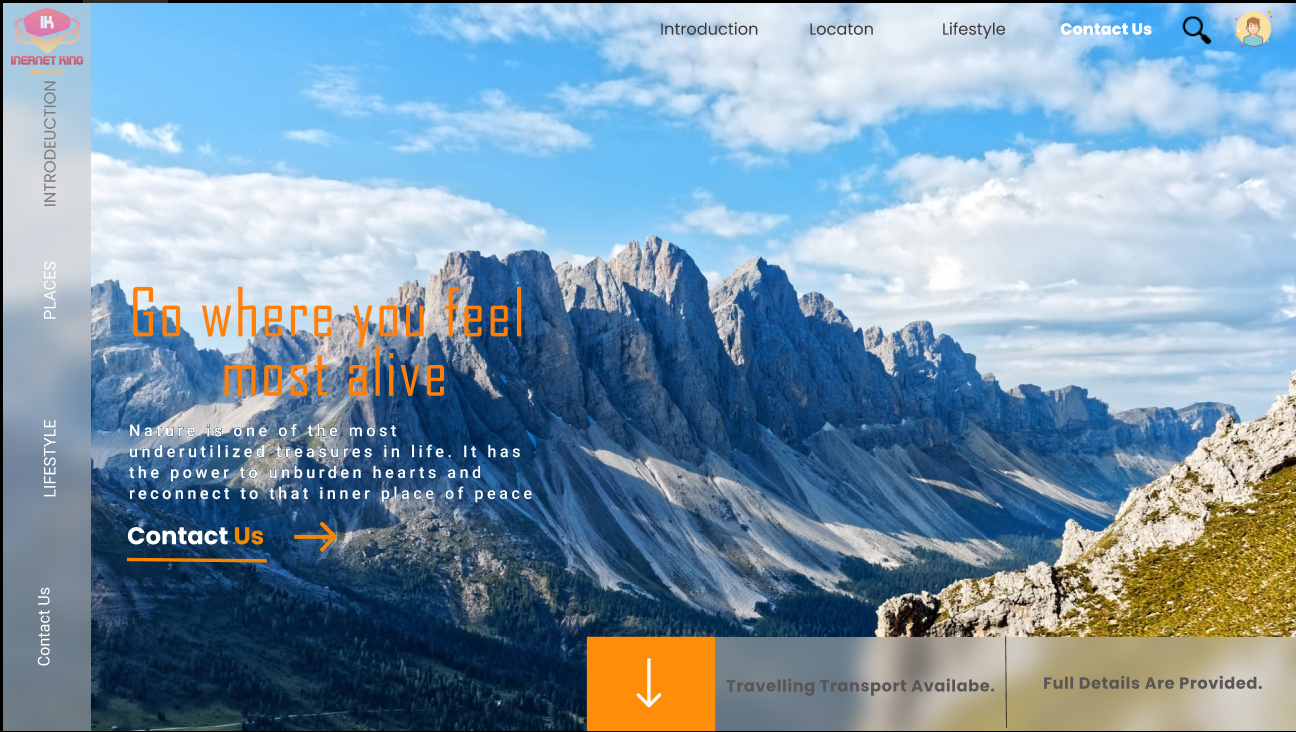 IK
INERNET KING
Introduction
Locaton
Lifestyle
Contact Us
INTRODEUCTION
PLACES
LIFESTYLE
Contact Us
Go where you feel
most alive
Nature is one of the most
underutilized treasures in life. It has
the power to unburden hearts and
reconnect to that inner place of peace
Contact Us
Travelling Transport Availabe.
Full Details Are Provided.